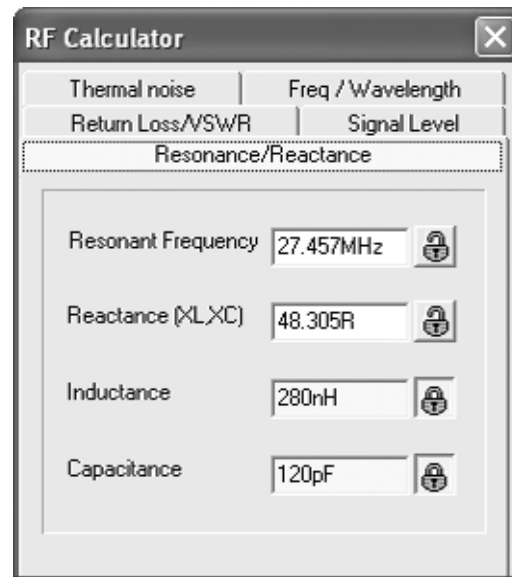 RF Calculator
Thermal noise Freq / Wavelength
Return Loss/VSWR Signal Level
Resonance/Reactance
Resonant Frequency 27.457MHz
Reactance (XL,XC) 48.305R
Inductance 280nH
Capacitance 120pF